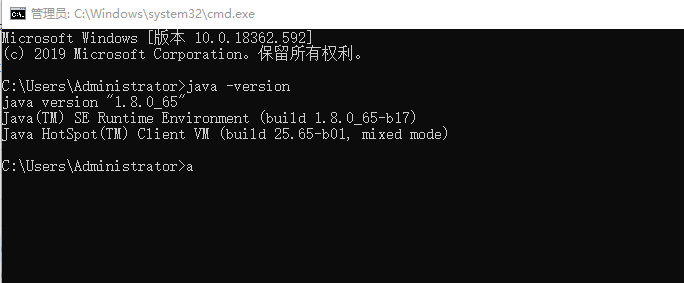 管理员: C:\Windows\system32\cmd.exe
Microsoft Windows [版本 10.0.18362.592]
(c) 2019 Microsoft Corporation。保留所有权利。
C:\Users\Administrator>java -version
java version "1.8.0_65"
Java(TM) SE Runtime Environment (build 1.8.0_65-b17)
Java HotSpot(TM) Client VM (build 25.65-b01, mixed mode)
C:\Users\Administrator>a